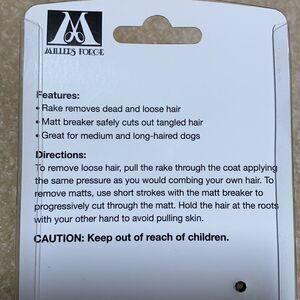 MILLERS FORGE
Features:
• Rake removes dead and loose hair
• Matt breaker safely cuts out tangled hair
• Great for medium and long-haired dogs
Directions:
To remove loose hair, pull the rake through the coat applying
the same pressure as you would combing your own hair. To
remove matts, use short strokes with the matt breaker to
progressively cut through the matt. Hold the hair at the roots
with your other hand to avoid pulling skin.
CAUTION: Keep out of reach of children.